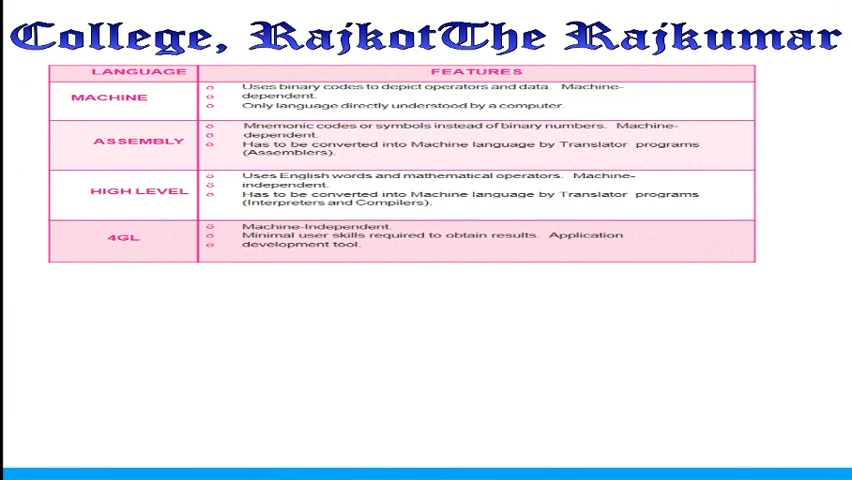 College, RajkotThe Rajkumar
LANGUAGE FEATURES
MACHINE
Uses binary codes to depict operators and data. Machine-
dependent.
Only language directly understood by a computer.
ASSEMBLY
Mnemonic codes or symbols instead of binary numbers. Machine-
dependent.
Has to be converted into Machine language by Translator programs
(Assemblers).
HIGH LEVEL
Uses English words and mathematical operators. Machine-
independent.
Has to be converted into Machine language by Translator programs
(Interpreters and Compilers).
4GL
Machine-Independent.
Minimal user skills required to obtain results. Application
development tool.